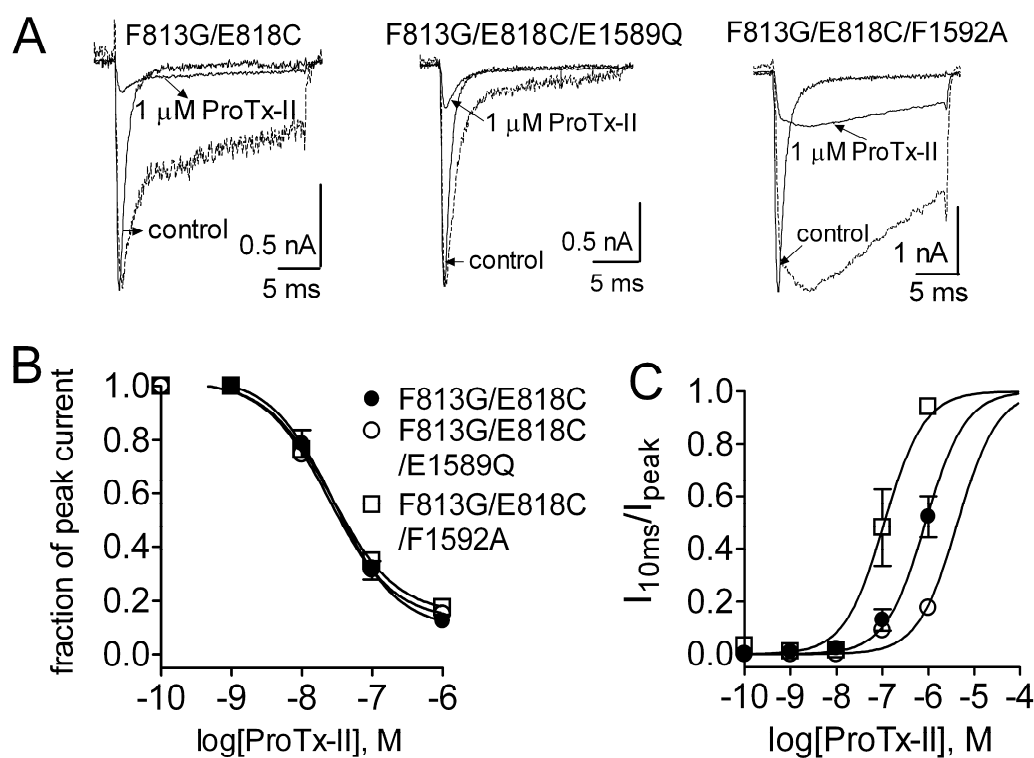 A
F813G/E818C
F813G/E818C/E1589Q
F813G/E818C/F1592A
1 μM ProTx-II
1 μM ProTx-II
1 μM ProTx-II
control
control
control
0.5 nA
5 ms
0.5 nA
5 ms
1 nA
5 ms
B
fraction of peak current
1.0
0.8
0.6
0.4
0.2
0.0
-10
-9
-8
-7
-6
log[ProTx-II], M
F813G/E818C
F813G/E818C
/E1589Q
F813G/E818C
/F1592A
C
I10ms/Ipeak
1.0
0.8
0.6
0.4
0.2
0.0
-10
-9
-8
-7
-6
-5
-4
log[ProTx-II], M